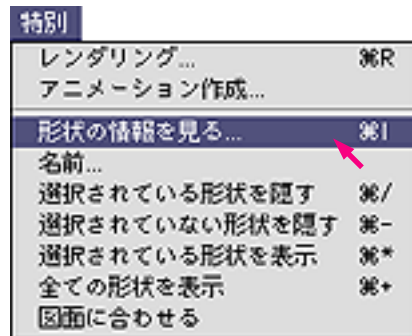 特別
レンダリング... ⌘R
アニメーション作成...
形状の情報を見る... ⌘I
名前...
選択されている形状を隠す ⌘/
選択されていない形状を隠す ⌘-
選択されている形状を表示 ⌘*
全ての形状を表示 ⌘+
図面に合わせる